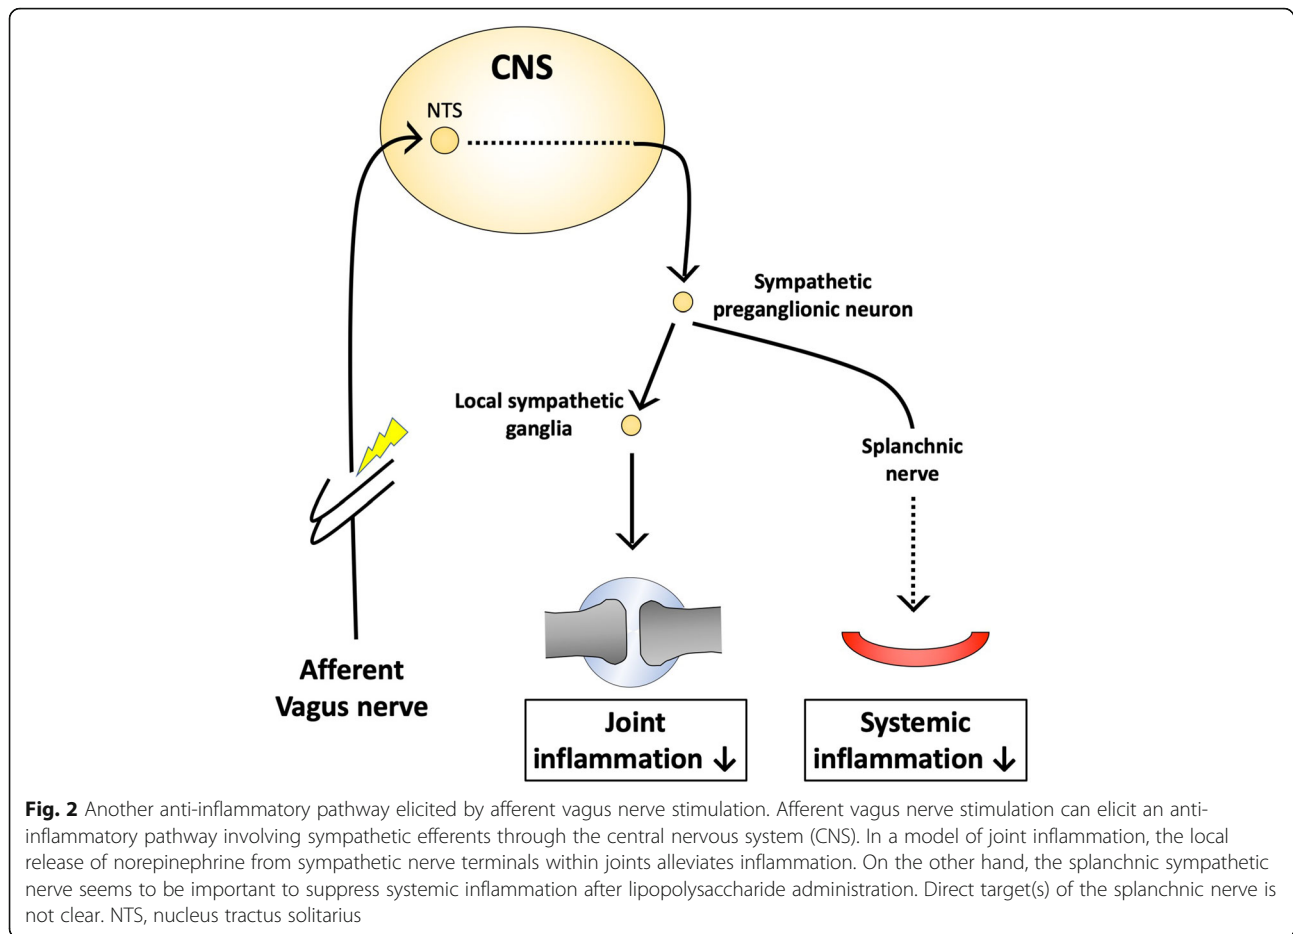 CNS
NTS
Sympathetic
preganglionic neuron
Local sympathetic
ganglia
Splanchnic
nerve
Afferent
Vagus nerve
Joint
inflammation ↓
Systemic
inflammation ↓
Fig. 2 Another anti-inflammatory pathway elicited by afferent vagus nerve stimulation. Afferent vagus nerve stimulation can elicit an anti-
inflammatory pathway involving sympathetic efferents through the central nervous system (CNS). In a model of joint inflammation, the local
release of norepinephrine from sympathetic nerve terminals within joints alleviates inflammation. On the other hand, the splanchnic sympathetic
nerve seems to be important to suppress systemic inflammation after lipopolysaccharide administration. Direct target(s) of the splanchnic nerve is
not clear. NTS, nucleus tractus solitarius